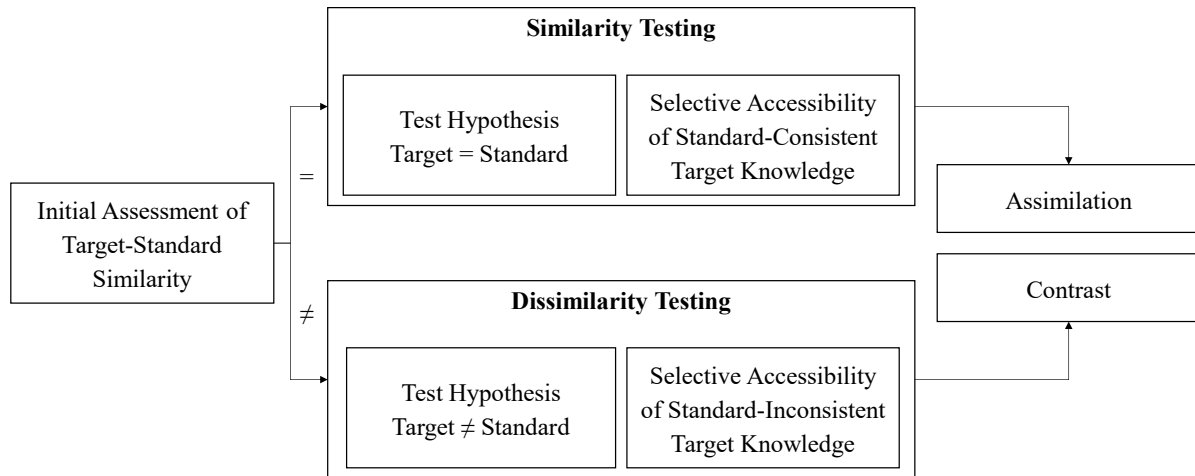 Similarity Testing
Test Hypothesis
Target = Standard
Selective Accessibility
of Standard-Consistent
Target Knowledge
=
Initial Assessment of
Target-Standard
Similarity
Assimilation
≠
Dissimilarity Testing
Test Hypothesis
Target ≠ Standard
Selective Accessibility
of Standard-Inconsistent
Target Knowledge
Contrast